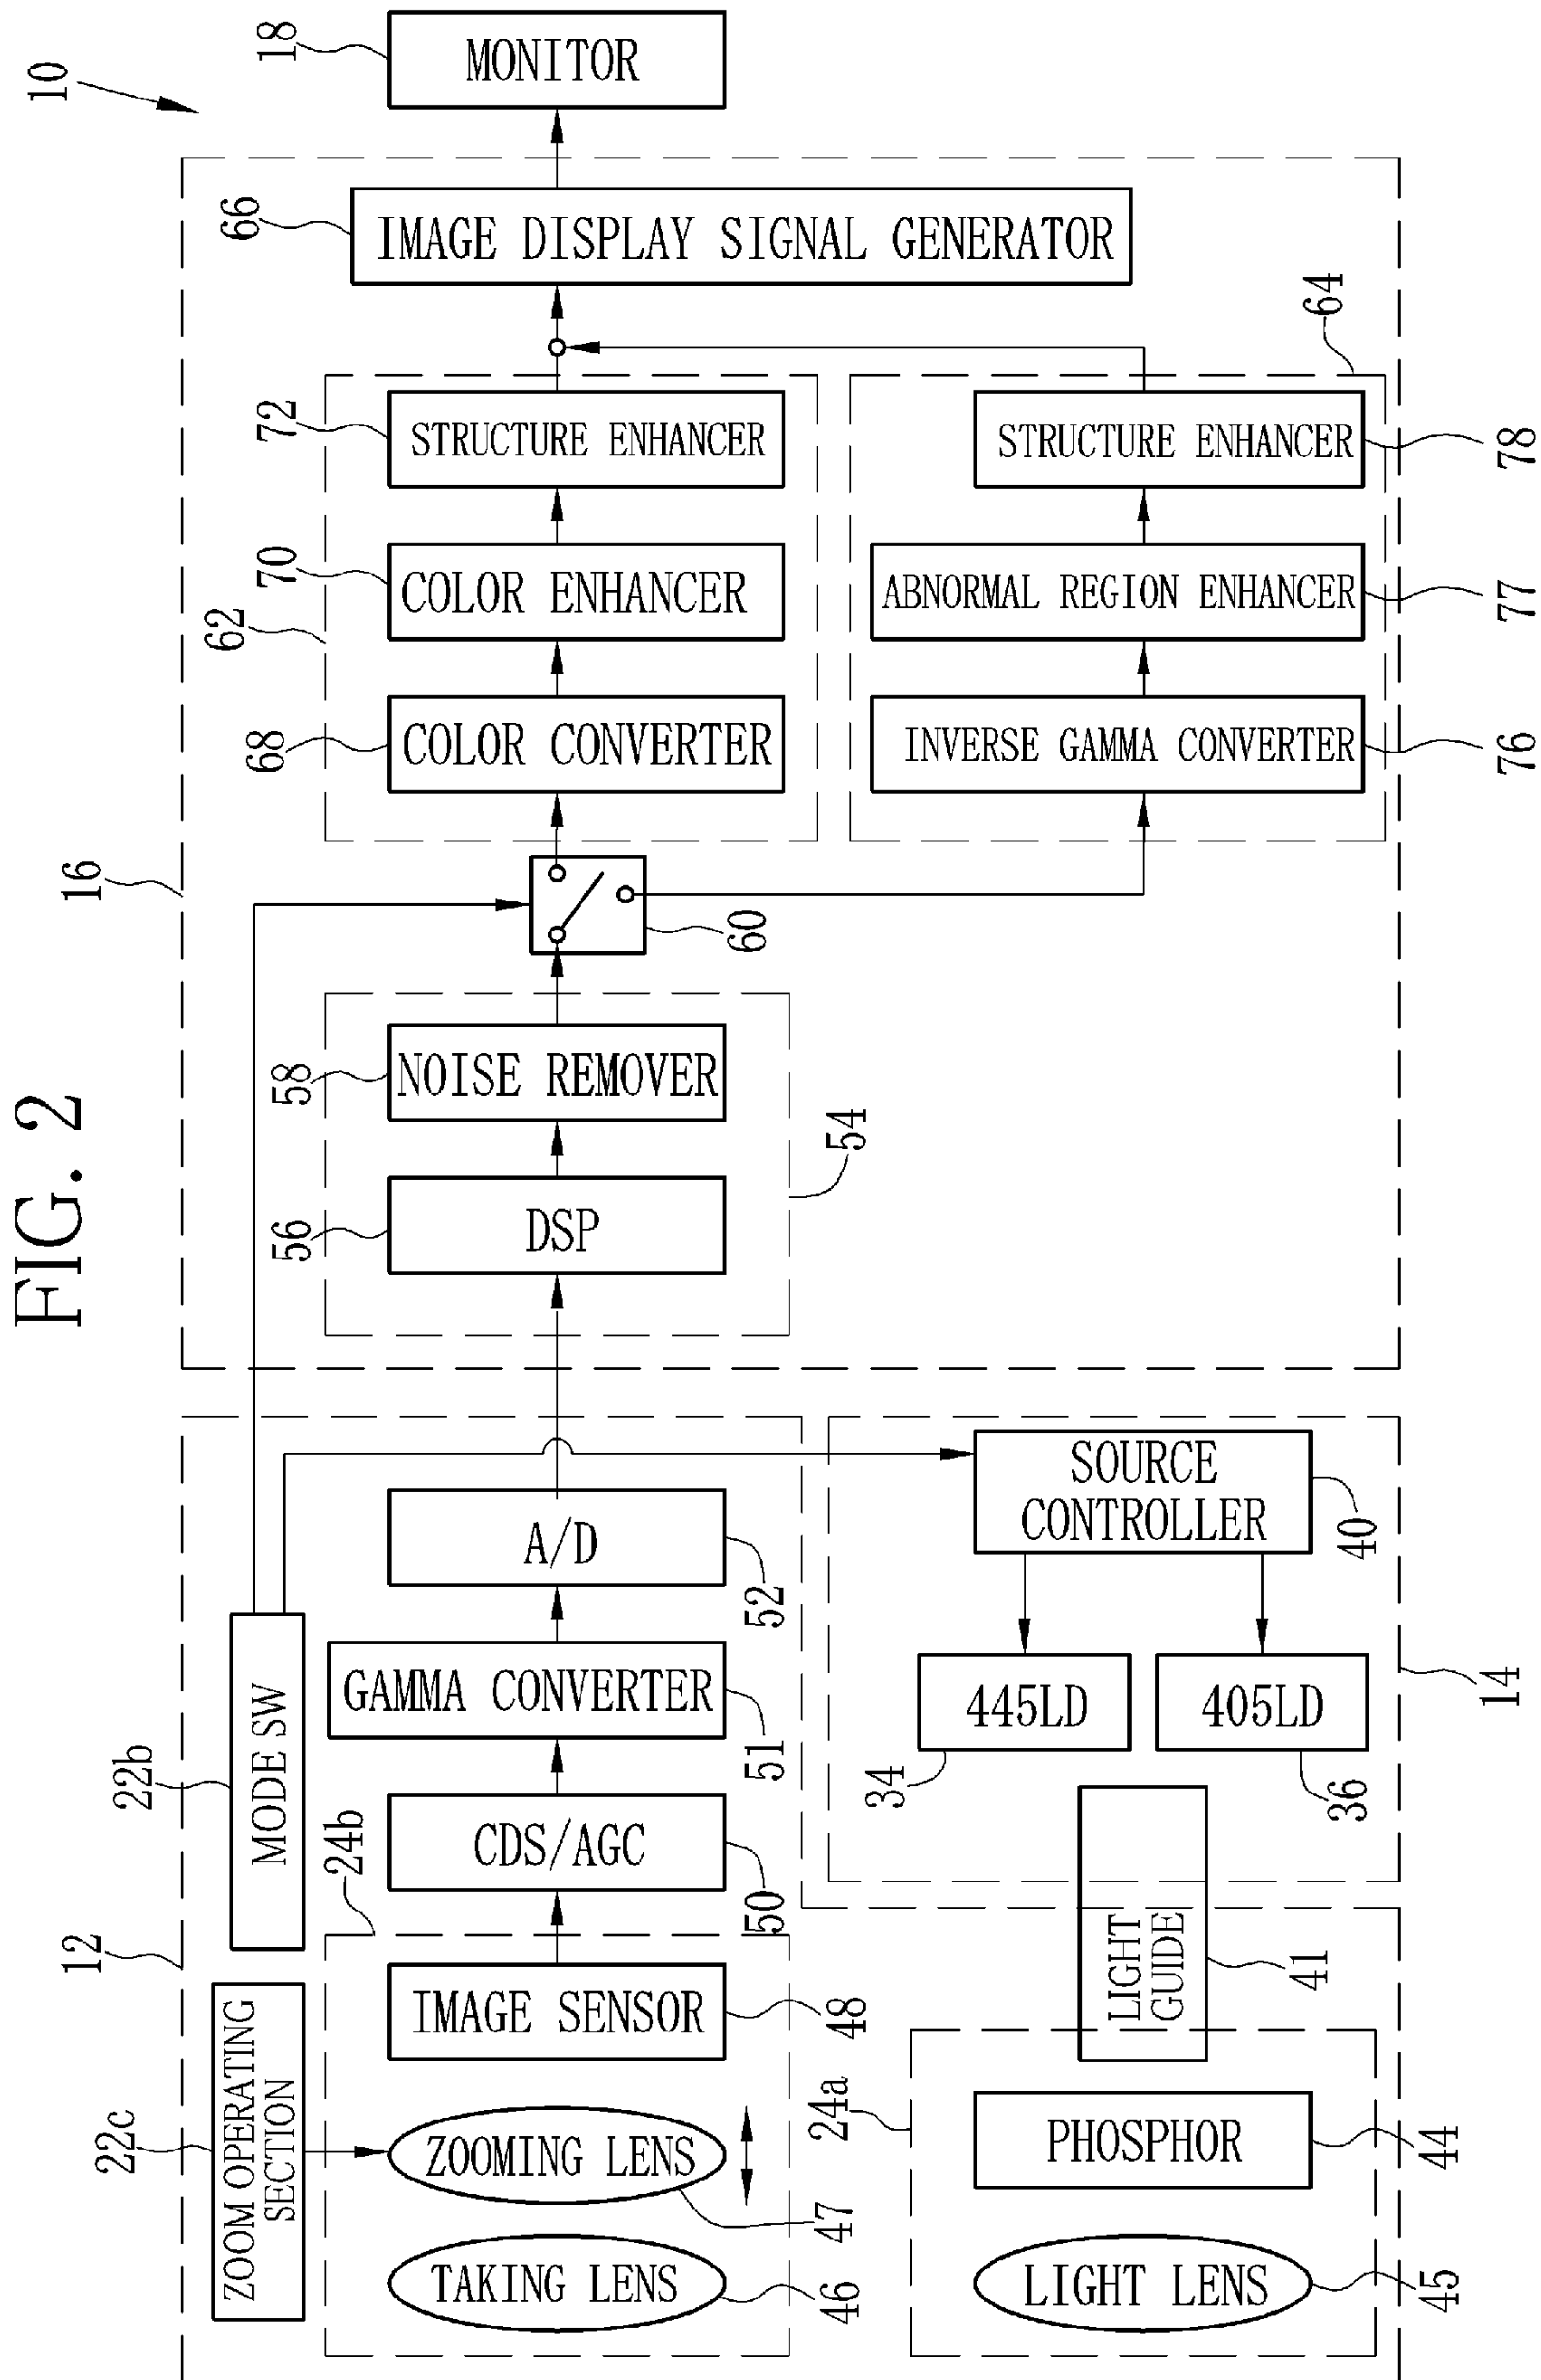 FIG. 2
10
18
MONITOR
16
66
IMAGE DISPLAY SIGNAL GENERATOR
62
72
STRUCTURE ENHANCER
70
COLOR ENHANCER
68
COLOR CONVERTER
64
STRUCTURE ENHANCER
78
ABNORMAL REGION ENHANCER
77
INVERSE GAMMA CONVERTER
76
60
58
NOISE REMOVER
56
DSP
54
12
22b
MODE SW
22c
ZOOM OPERATING
SECTION
A/D
52
GAMMA CONVERTER
51
CDS/AGC
50
24b
IMAGE SENSOR
48
ZOOMING LENS
47
TAKING LENS
46
SOURCE
CONTROLLER
40
445LD
34
405LD
36
14
LIGHT
GUIDE
41
24a
PHOSPHOR
44
LIGHT LENS
45